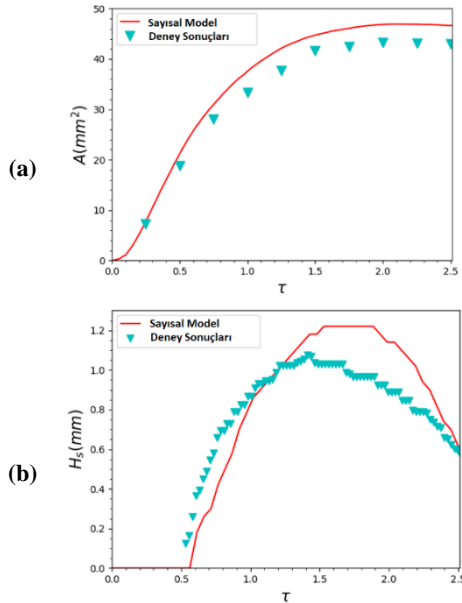 50
Sayısal Model
Deney Sonuçları
40
30
A(mm²)
(a)
20
10
0
0.0 0.5 1.0 1.5 2.0 2.5
τ
Sayısal Model
Deney Sonuçları
1.2
1.0
0.8
H_s(mm)
0.6
(b)
0.4
0.2
0.0
0.0 0.5 1.0 1.5 2.0 2.5
τ